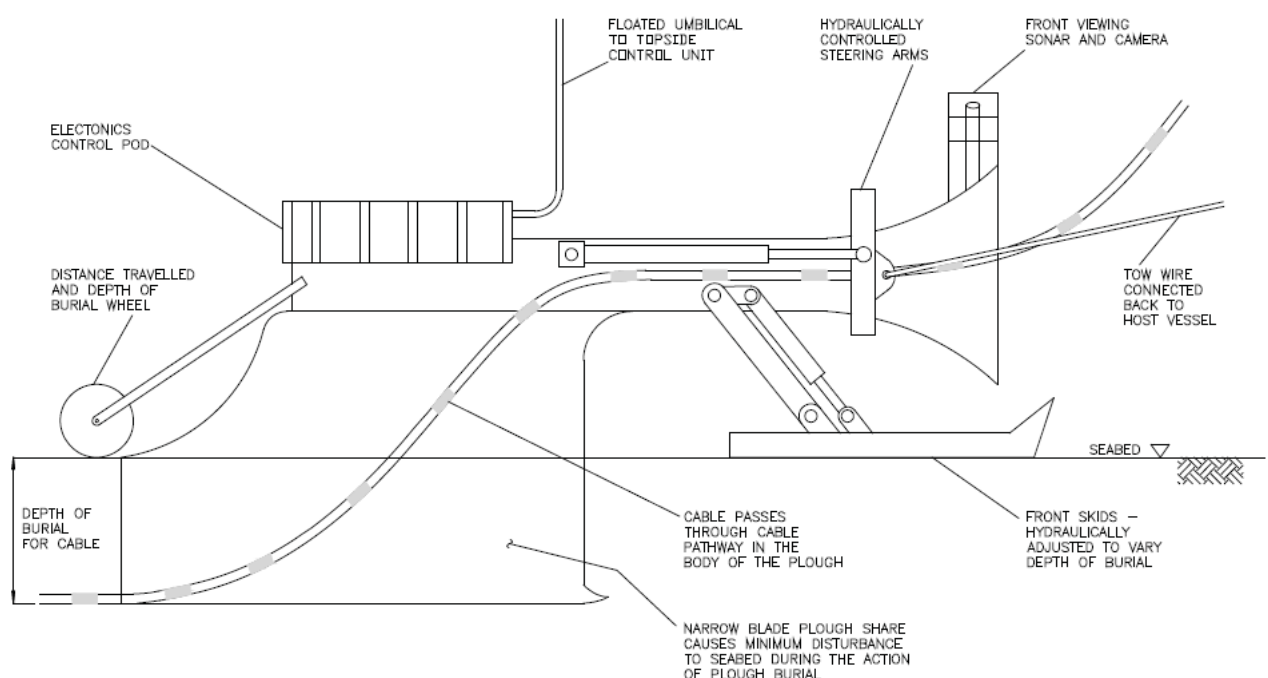 FLOATED UMBILICAL
TO TOPSIDE
CONTROL UNIT
HYDRAULICALLY
CONTROLLED
STEERING ARMS
FRONT VIEWING
SONAR AND CAMERA
ELECTONICS
CONTROL POD
DISTANCE TRAVELLED
AND DEPTH OF
BURIAL WHEEL
TOW WIRE
CONNECTED
BACK TO
HOST VESSEL
SEABED
DEPTH OF
BURIAL
FOR CABLE
CABLE PASSES
THROUGH CABLE
PATHWAY IN THE
BODY OF THE PLOUGH
FRONT SKIDS –
HYDRAULICALLY
ADJUSTED TO VARY
DEPTH OF BURIAL
NARROW BLADE PLOUGH SHARE
CAUSES MINIMUM DISTURBANCE
TO SEABED DURING THE ACTION
OF PLOUGH BURIAL